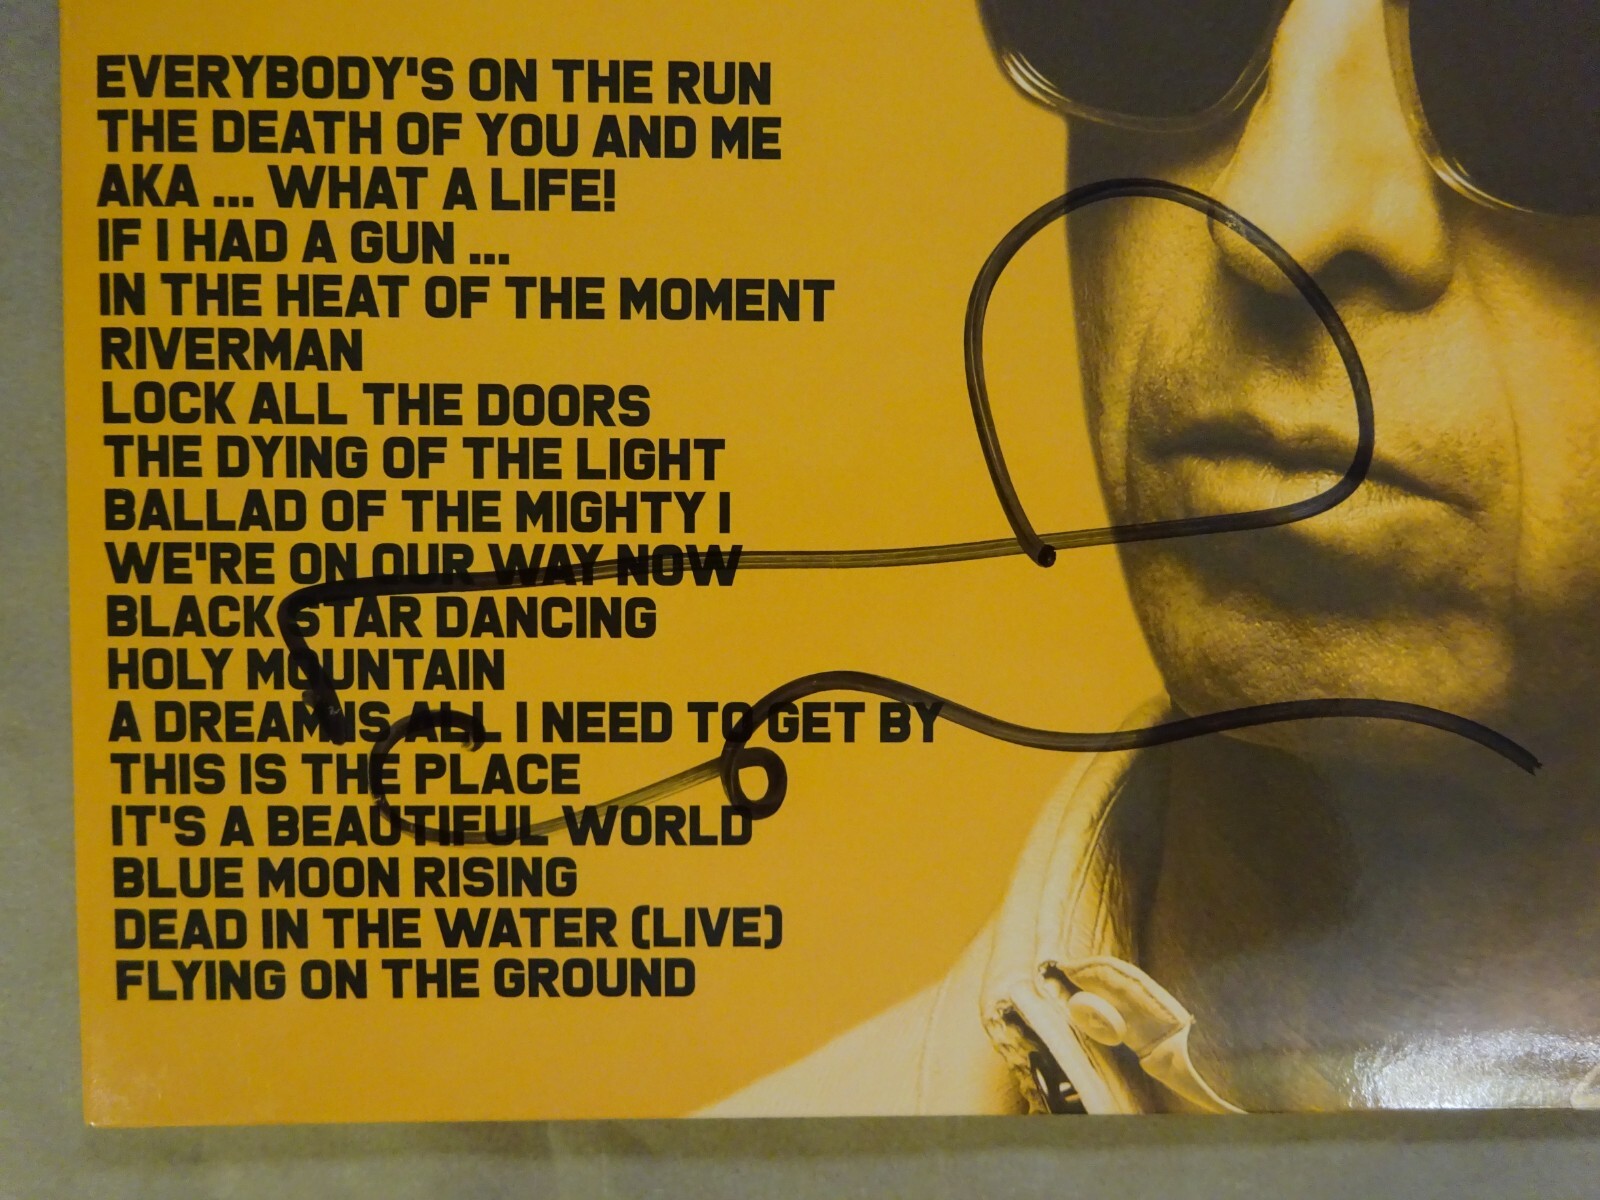 EVERYBODY'S ON THE RUN
THE DEATH OF YOU AND ME
AKA ... WHAT A LIFE!
IF I HAD A GUN ...
IN THE HEAT OF THE MOMENT
RIVERMAN
LOCK ALL THE DOORS
THE DYING OF THE LIGHT
BALLAD OF THE MIGHTY I
WE'RE ON OUR WAY NOW
BLACK STAR DANCING
HOLY MOUNTAIN
A DREAM IS ALL I NEED TO GET BY
THIS IS THE PLACE
IT'S A BEAUTIFUL WORLD
BLUE MOON RISING
DEAD IN THE WATER (LIVE)
FLYING ON THE GROUND